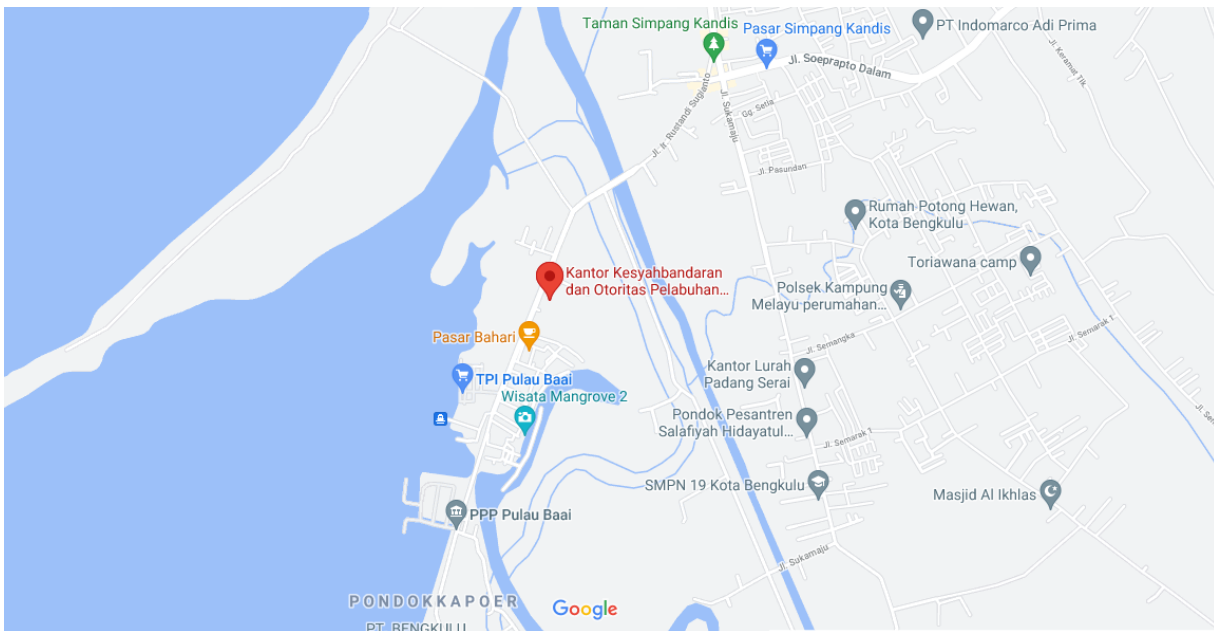 Taman Simpang Kandis
Pasar Simpang Kandis
PT Indomarco Adi Prima
Jl. Soeprapto Dalam
Jl. Keramat Tlk.
Jl. Ir. Rustandi Sugianto
Jl. Sukamaju
Gg. Setia
Jl. Pasundan
Rumah Potong Hewan,
Kota Bengkulu
Toriawana camp
Kantor Kesyahbandaran
dan Otoritas Pelabuhan...
Polsek Kampung
Melayu perumahan...
Pasar Bahari
Jl. Semangka
Jl. Semarak 1
TPI Pulau Baai
Wisata Mangrove 2
Kantor Lurah
Padang Serai
Pondok Pesantren
Salafiyah Hidayatul...
Jl. Semarak 1
SMPN 19 Kota Bengkulu
Masjid Al Ikhlas
PPP Pulau Baai
Jl. Sukamaju
PONDOKKAPOER
Google
PT. BENGKULU